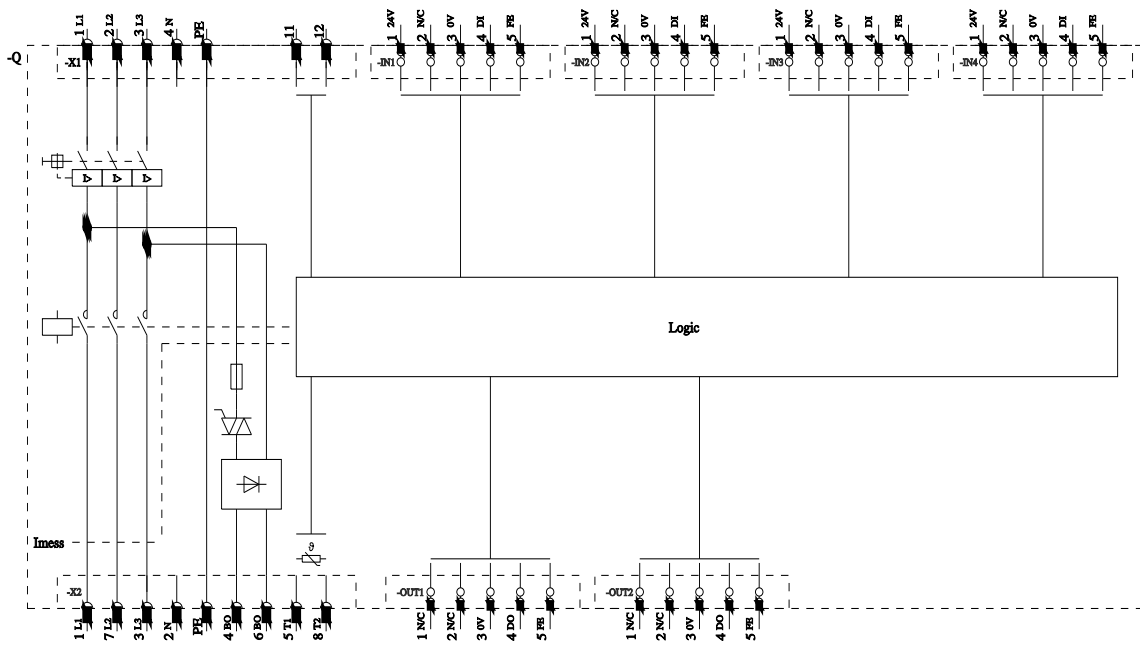 1 L1
2 L2
3 L3
4 N
PE
11
12
1 24V
2 N/C
3 0V
4 DI
5 FE
1 24V
2 N/C
3 0V
4 DI
5 FE
1 24V
2 N/C
3 0V
4 DI
5 FE
1 24V
2 N/C
3 0V
4 DI
5 FE
-Q
-X1
-IN1
-IN2
-IN3
-IN4
I>
I>
I>
Logic
Imess
ϑ
-X2
-OUT1
-OUT2
1 L1
7 L2
3 L3
2 N
PE
4 BO
6 BO
5 T1
8 T2
1 N/C
2 N/C
3 0V
4 DO
5 FE
1 N/C
2 N/C
3 0V
4 DO
5 FE